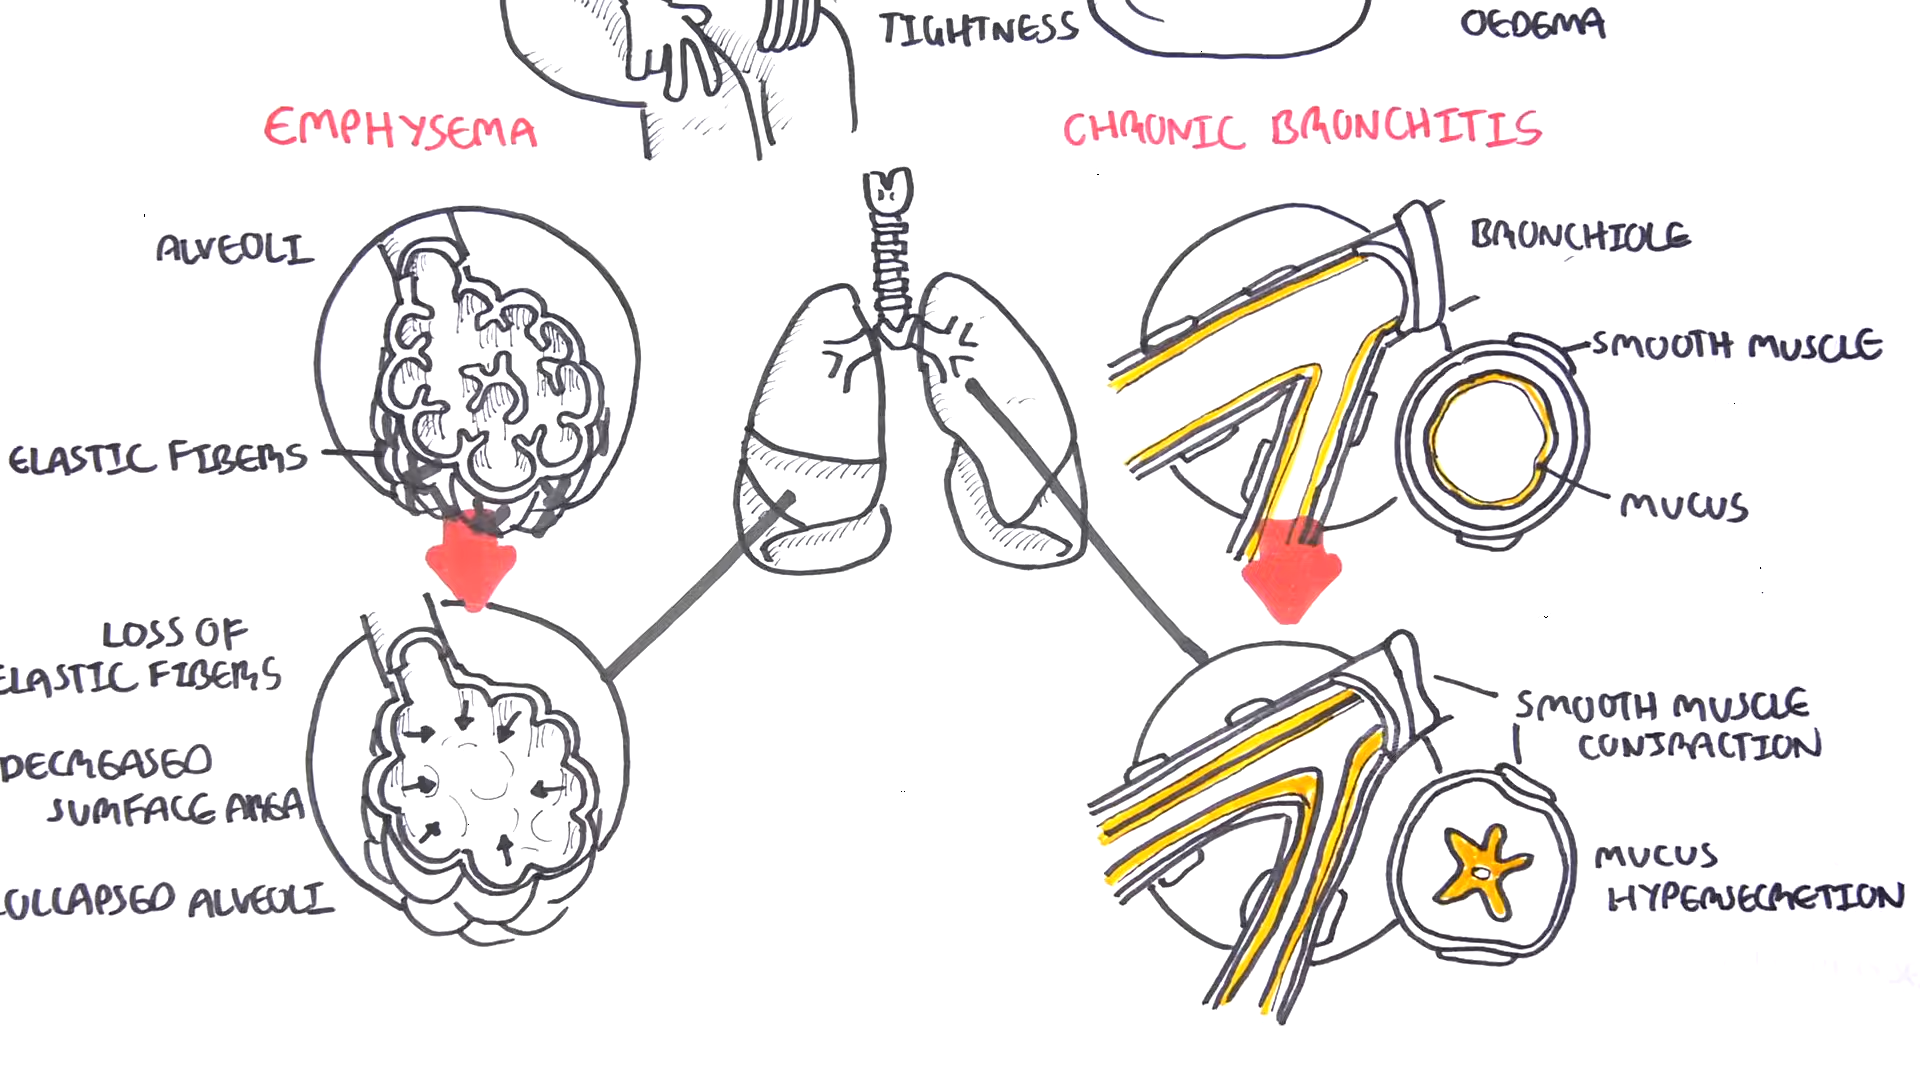 TIGHTNESS
OEDEMA
EMPHYSEMA
CHRONIC BRONCHITIS
ALVEOLI
ELASTIC FIBERS
LOSS OF
ELASTIC FIBERS
DECREASED
SURFACE AREA
COLLAPSED ALVEOLI
BRONCHIOLE
SMOOTH MUSCLE
MUCUS
SMOOTH MUSCLE
CONTRACTION
MUCUS
HYPERSECRETION